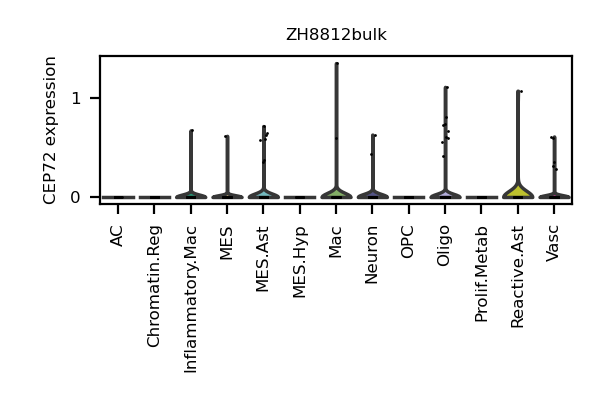 ZH8812bulk
CEP72 expression
1
0
AC
Chromatin.Reg
Inflammatory.Mac
MES
MES.Ast
MES.Hyp
Mac
Neuron
OPC
Oligo
Prolif.Metab
Reactive.Ast
Vasc